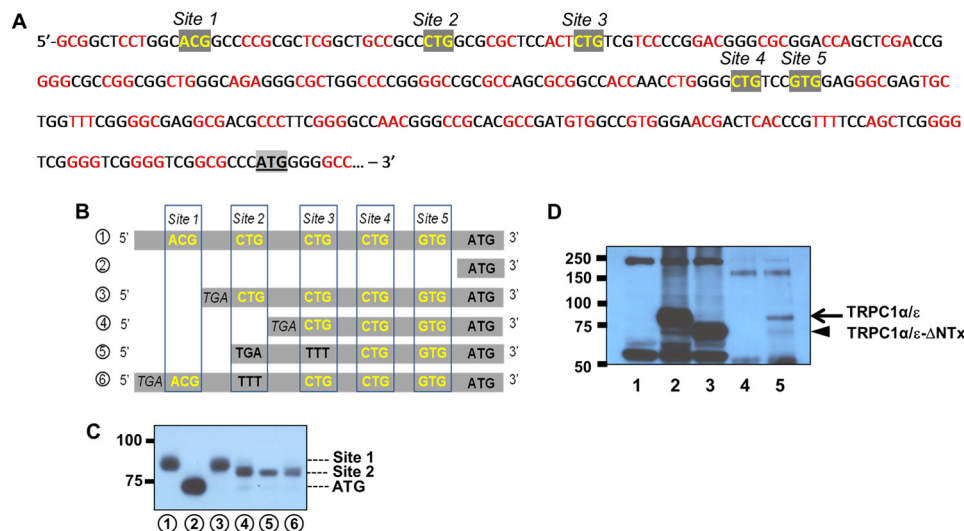 A
Site 1 Site 2 Site 3
5’-GCGGCTCCTGGCACGGCCCCGCGCTCGGCTGCCGCCCTGGCGCGCTCCACTCTGTCGTCCCCGGACGGGCGCGGACCAGCTCGACCG
Site 4 Site 5
GGGCGCCGGCGGCTGGGCAGAGGGCGCTGGCCCCGGGGCCGCGCCAGCGCGGCCACCAACCTGGGGCTGTCCGTGGAGGGCGAGTGC
TGGTTTCGGGGCGAGGCGACGCCCTTCGGGGCCAACGGGCCGCACGCCGATGTGGCCGTGGGAACGACTCACCCGTTTTCCAGCTCGGGG
TCGGGGTCGGGGTCGGCGCCCATGGGGGCC... – 3’
B
Site 1 Site 2 Site 3 Site 4 Site 5
① 5’ ACG CTG CTG CTG GTG ATG 3’
② ATG 3’
③ 5’ TGA CTG CTG CTG GTG ATG 3’
④ 5’ TGA CTG CTG GTG ATG 3’
⑤ 5’ TGA TTT CTG GTG ATG 3’
⑥ 5’ TGA ACG TTT CTG CTG GTG ATG 3’
C
100
75
Site 1
Site 2
ATG
① ② ③ ④ ⑤ ⑥
D
250
150
100
75
50
TRPC1α/ε
TRPC1α/ε-ΔNTx
1 2 3 4 5